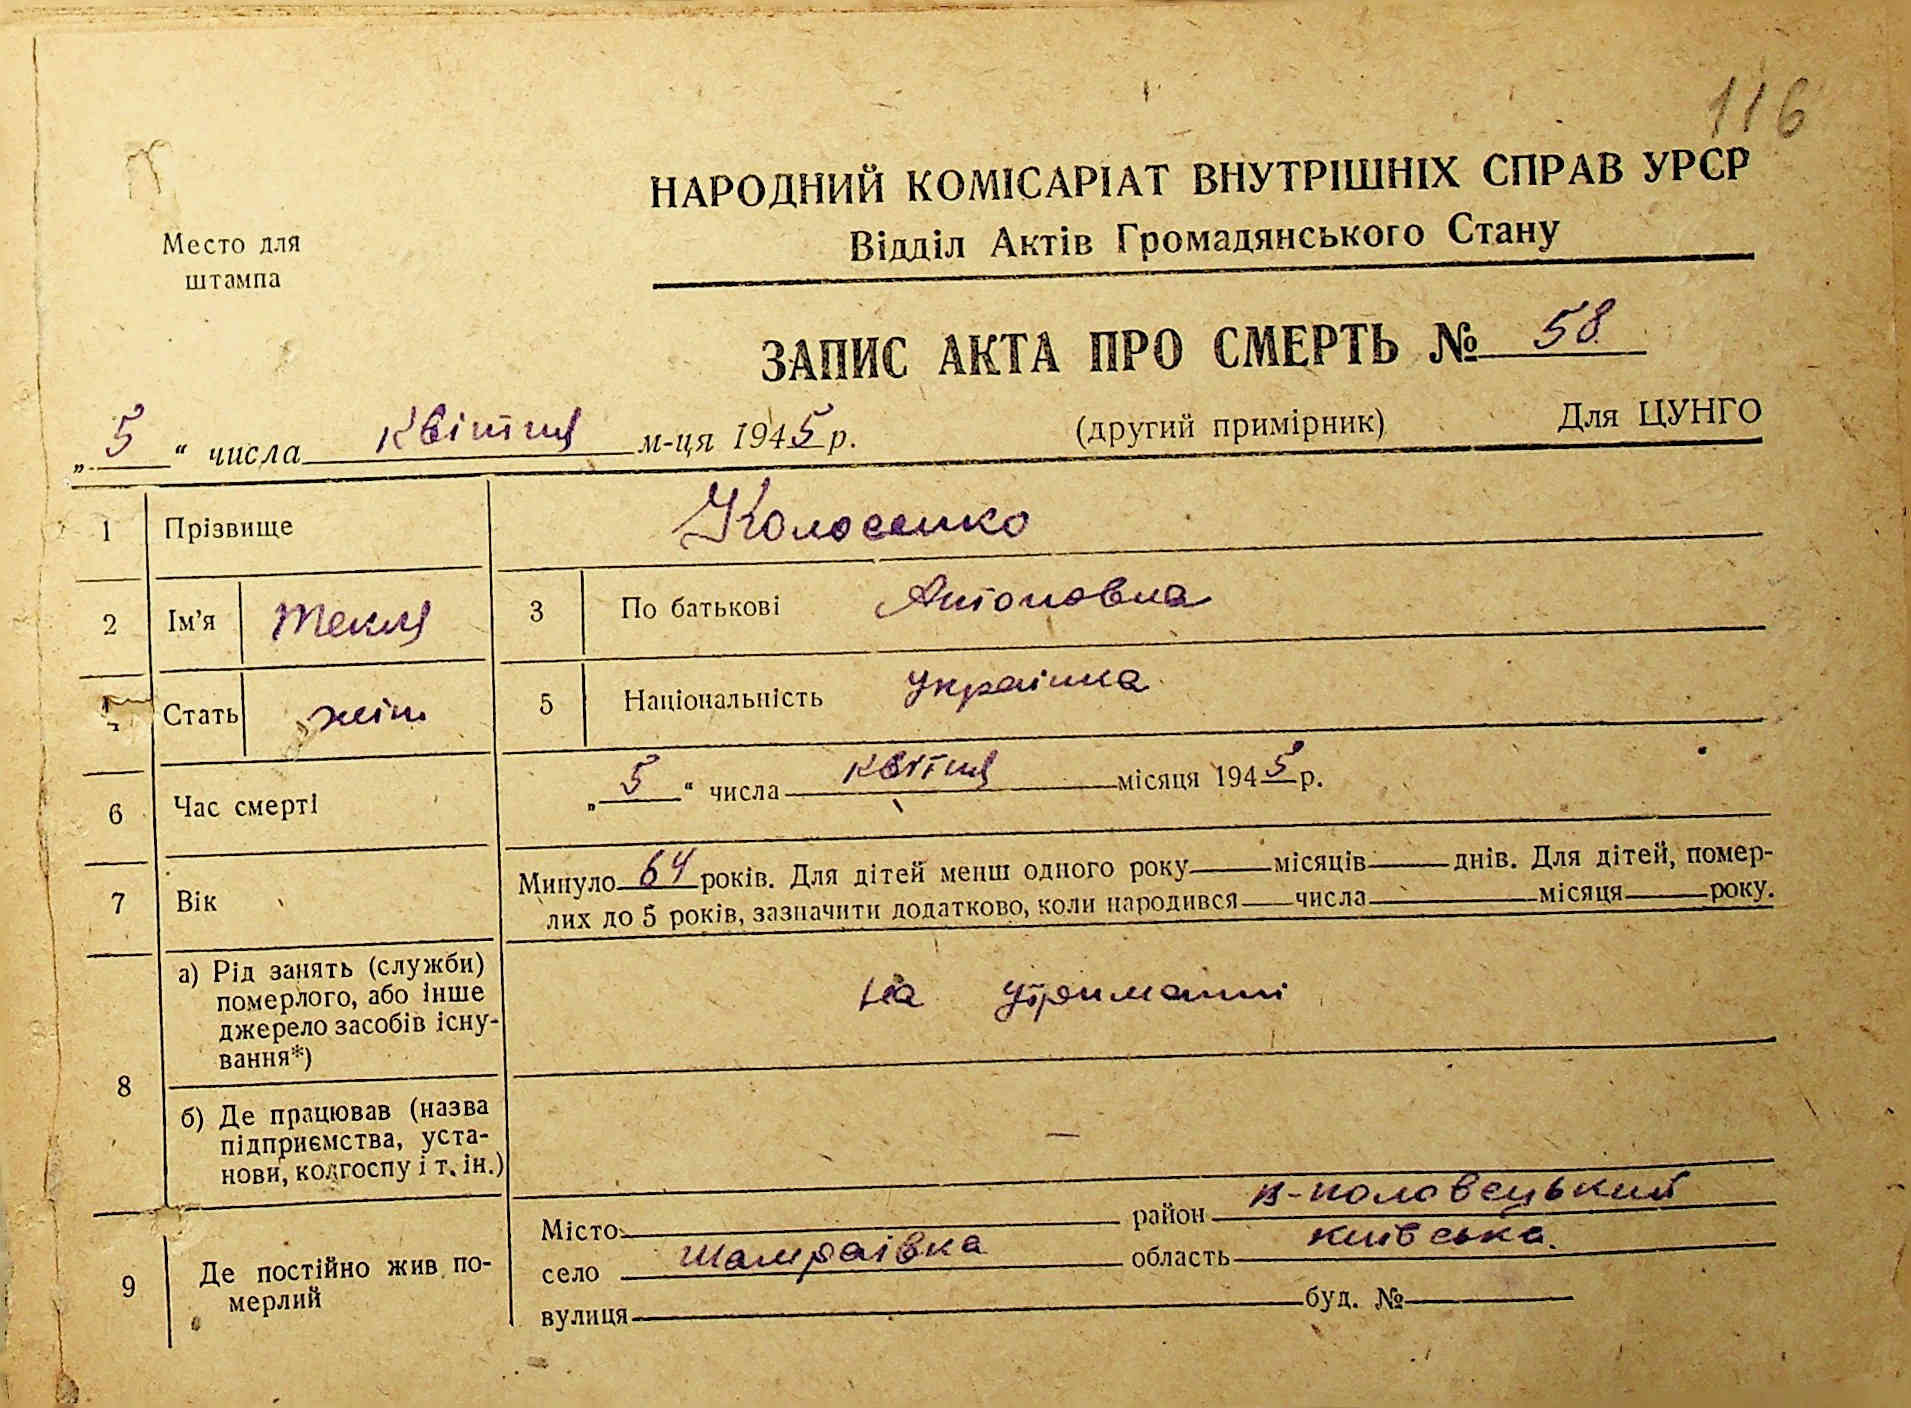 116
НАРОДНИЙ КОМІСАРІАТ ВНУТРІШНІХ СПРАВ УРСР
Відділ Актів Громадянського Стану
Место для
штампа
ЗАПИС АКТА ПРО СМЕРТЬ № 58
„5“ числа квітня м-ця 1945 р. (другий примірник) Для ЦУНГО
1 Прізвище Колосенко
2 Ім'я Текля 3 По батькові Антоновна
4 Стать жін. 5 Національність українка
6 Час смерті „5“ числа квітня місяця 1945 р.
7 Вік Минуло 64 років. Для дітей менш одного року місяців днів. Для дітей, помер-
лих до 5 років, зазначити додатково, коли народився числа місяця року.
8 а) Рід занять (служби)
померлого, або інше
джерело засобів існу-
вання*)
на утриманні
б) Де працював (назва
підприємства, уста-
нови, колгоспу і т. ін.)
—
9 Де постійно жив по-
мерлий
Місто район В-Половецький
село Шамраївка область Київська
вулиця буд. №